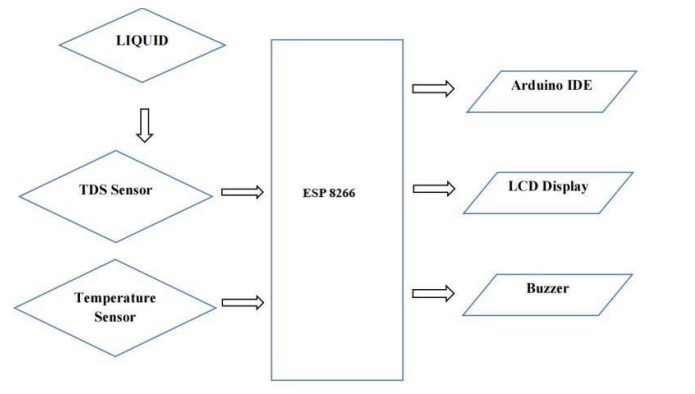 LIQUID
TDS Sensor
Temperature
Sensor
ESP 8266
Arduino IDE
LCD Display
Buzzer